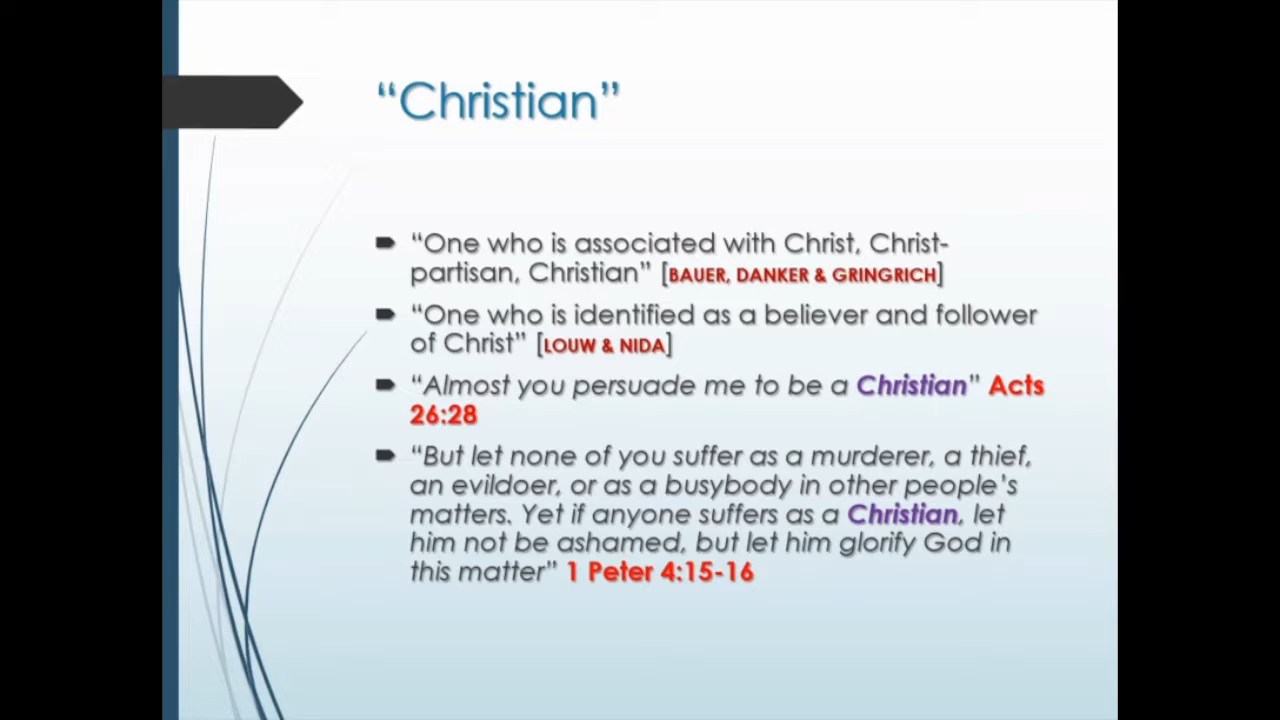 “Christian”
“One who is associated with Christ, Christ-
partisan, Christian” [BAUER, DANKER & GRINGRICH]
“One who is identified as a believer and follower
of Christ” [LOUW & NIDA]
“Almost you persuade me to be a Christian” Acts
26:28
“But let none of you suffer as a murderer, a thief,
an evildoer, or as a busybody in other people’s
matters. Yet if anyone suffers as a Christian, let
him not be ashamed, but let him glorify God in
this matter” 1 Peter 4:15-16